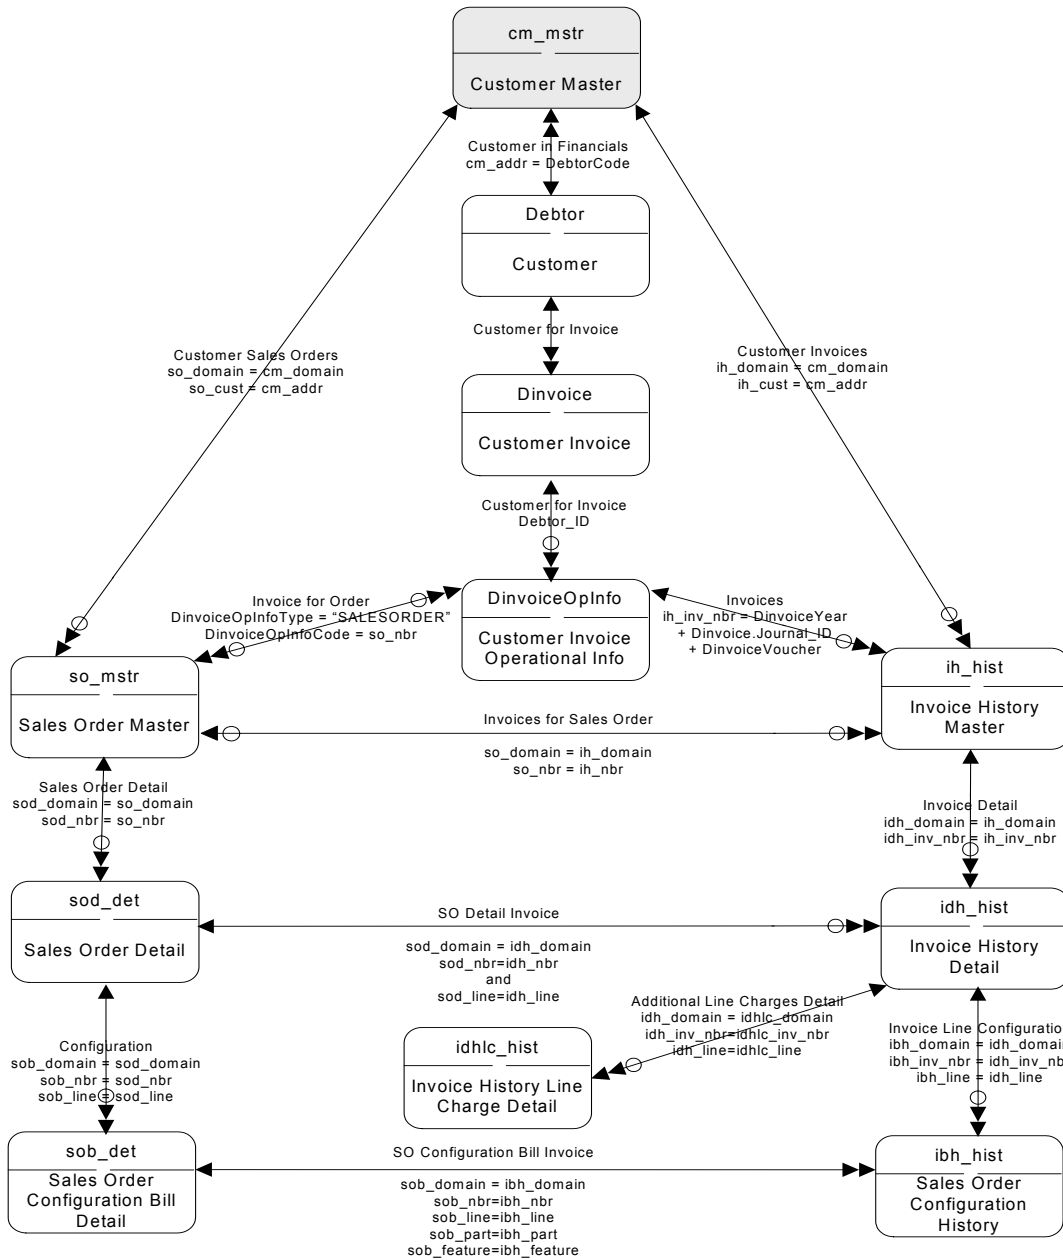 cm_mstr
Customer Master
Customer in Financials
cm_addr = DebtorCode
Debtor
Customer
Customer for Invoice
Customer Sales Orders
so_domain = cm_domain
so_cust = cm_addr
Customer Invoices
ih_domain = cm_domain
ih_cust = cm_addr
Dinvoice
Customer Invoice
Customer for Invoice
Debtor_ID
Invoice for Order
DinvoiceOpInfoType = “SALESORDER”
DinvoiceOpInfoCode = so_nbr
DinvoiceOpInfo
Customer Invoice
Operational Info
Invoices
ih_inv_nbr = DinvoiceYear
+ Dinvoice.Journal_ID
+ DinvoiceVoucher
so_mstr
Sales Order Master
ih_hist
Invoice History
Master
Invoices for Sales Order
so_domain = ih_domain
so_nbr = ih_nbr
Sales Order Detail
sod_domain = so_domain
sod_nbr = so_nbr
Invoice Detail
idh_domain = ih_domain
idh_inv_nbr = ih_inv_nbr
sod_det
Sales Order Detail
SO Detail Invoice
sod_domain = idh_domain
sod_nbr=idh_nbr
and
sod_line=idh_line
idh_hist
Invoice History
Detail
Additional Line Charges Detail
idh_domain = idhlc_domain
idh_inv_nbr=idhlc_inv_nbr
idh_line=idhlc_line
Configuration
sob_domain = sod_domain
sob_nbr = sod_nbr
sob_line = sod_line
idhlc_hist
Invoice History Line
Charge Detail
Invoice Line Configuration
ibh_domain = idh_domain
ibh_inv_nbr = idh_inv_nbr
ibh_line = idh_line
sob_det
Sales Order
Configuration Bill
Detail
SO Configuration Bill Invoice
sob_domain = ibh_domain
sob_nbr=ibh_nbr
sob_line=ibh_line
sob_part=ibh_part
sob_feature=ibh_feature
ibh_hist
Sales Order
Configuration
History